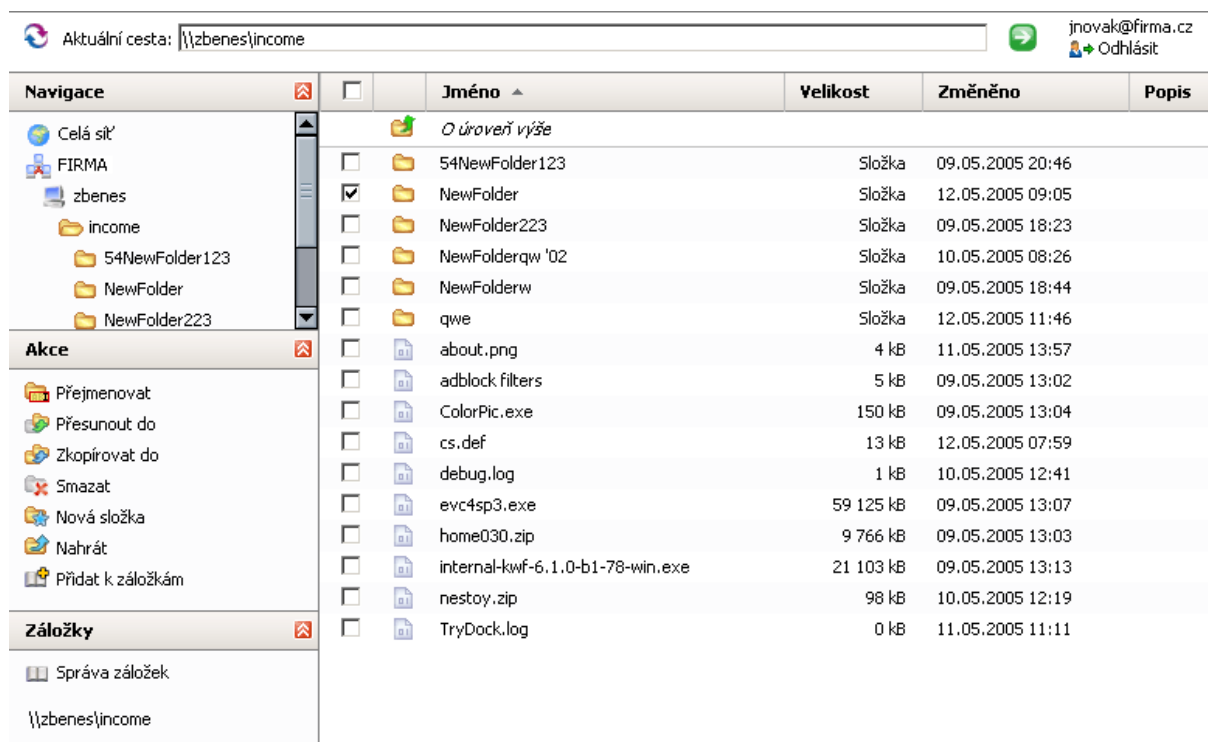 Aktuální cesta: \\zbenes\income
jnovak@firma.cz
Odhlásit
Navigace
Celá síť
FIRMA
zbenes
income
54NewFolder123
NewFolder
NewFolder223
Akce
Přejmenovat
Přesunout do
Zkopírovat do
Smazat
Nová složka
Nahrát
Přidat k záložkám
Záložky
Správa záložek
\\zbenes\income
Jméno Velikost Změněno Popis
O úroveň výše
54NewFolder123 Složka 09.05.2005 20:46
NewFolder Složka 12.05.2005 09:05
NewFolder223 Složka 09.05.2005 18:23
NewFolderqw '02 Složka 10.05.2005 08:26
NewFolderw Složka 09.05.2005 18:44
qwe Složka 12.05.2005 11:46
about.png 4 kB 11.05.2005 13:57
adblock filters 5 kB 09.05.2005 13:02
ColorPic.exe 150 kB 09.05.2005 13:04
cs.def 13 kB 12.05.2005 07:59
debug.log 1 kB 10.05.2005 12:41
evc4sp3.exe 59 125 kB 09.05.2005 13:07
home030.zip 9 766 kB 09.05.2005 13:03
internal-kwf-6.1.0-b1-78-win.exe 21 103 kB 09.05.2005 13:13
nestoy.zip 98 kB 10.05.2005 12:19
TryDock.log 0 kB 11.05.2005 11:11